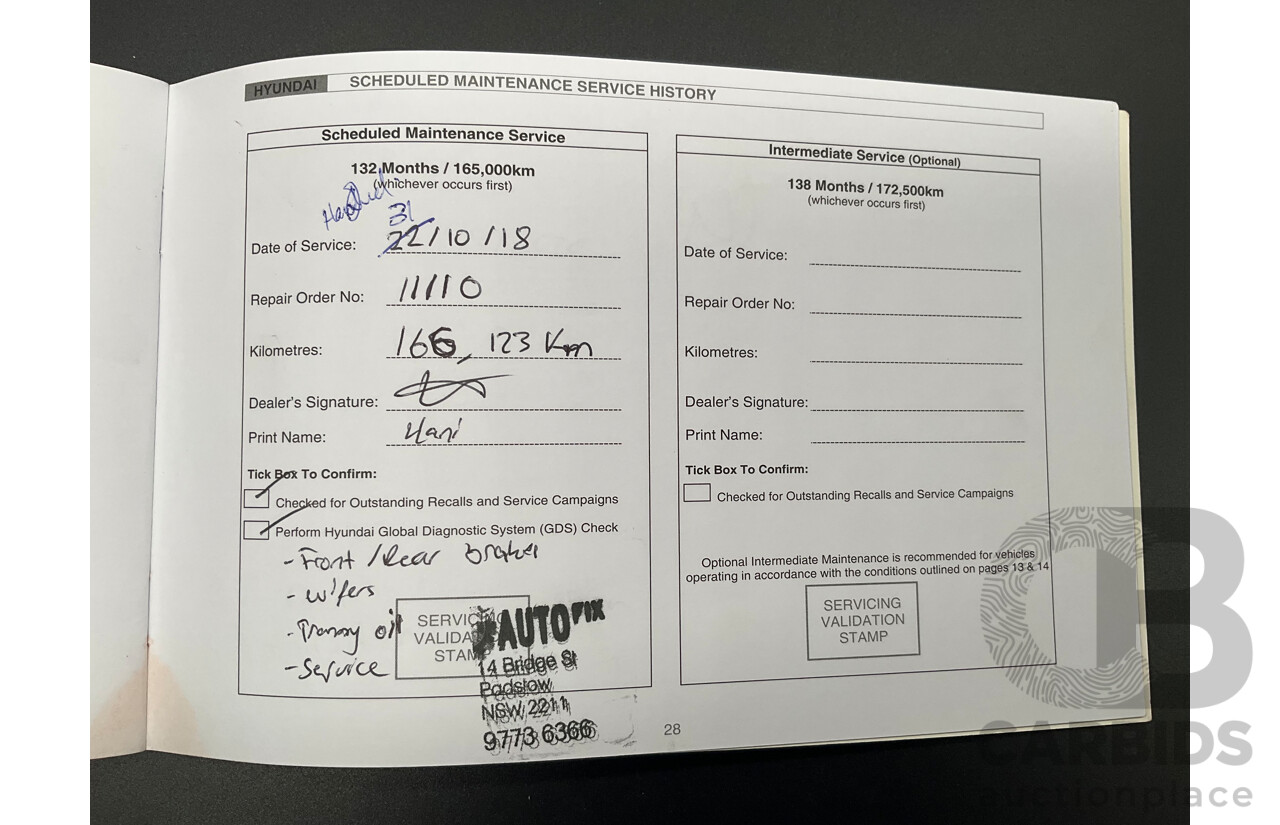 HYUNDAI SCHEDULED MAINTENANCE SERVICE HISTORY
Scheduled Maintenance Service
132 Months / 165,000km
(whichever occurs first)
31
Date of Service: 22/10/18
Repair Order No: 11110
Kilometres: 166,123 Km
Dealer's Signature:
Print Name: Hani
Tick Box To Confirm:
Checked for Outstanding Recalls and Service Campaigns
Perform Hyundai Global Diagnostic System (GDS) Check
- Front / Rear brakes
- wifers
- Tranny oil
- Service
SERVICING
VALIDA
STAMP
AUTOFIX
14 Bridge St
Padstow
NSW 2211
9773 6366
Intermediate Service (Optional)
138 Months / 172,500km
(whichever occurs first)
Date of Service:
Repair Order No:
Kilometres:
Dealer's Signature:
Print Name:
Tick Box To Confirm:
Checked for Outstanding Recalls and Service Campaigns
Optional Intermediate Maintenance is recommended for vehicles
operating in accordance with the conditions outlined on pages 13 & 14
SERVICING
VALIDATION
STAMP
28
CB
CARBIDS
auctionplace